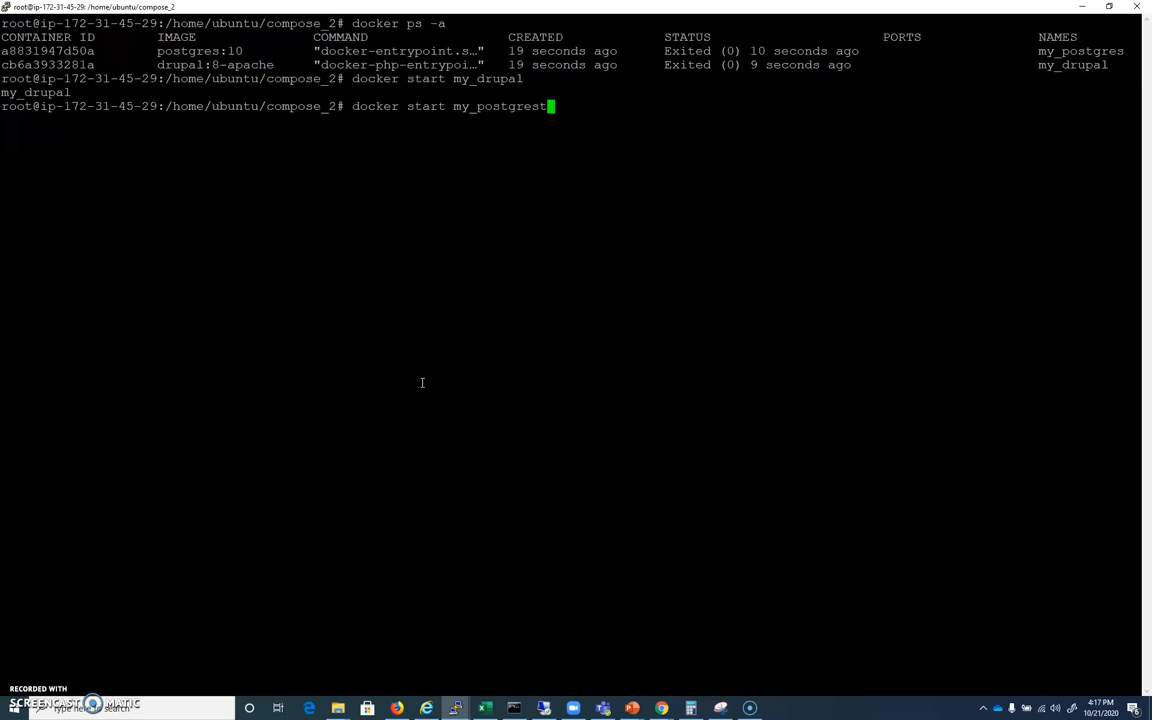 root@ip-172-31-45-29: /home/ubuntu/compose_2
root@ip-172-31-45-29:/home/ubuntu/compose_2# docker ps -a
CONTAINER ID IMAGE COMMAND CREATED STATUS PORTS NAMES
a8831947d50a postgres:10 "docker-entrypoint.s…" 19 seconds ago Exited (0) 10 seconds ago my_postgres
cb6a3933281a drupal:8-apache "docker-php-entrypoi…" 19 seconds ago Exited (0) 9 seconds ago my_drupal
root@ip-172-31-45-29:/home/ubuntu/compose_2# docker start my_drupal
my_drupal
root@ip-172-31-45-29:/home/ubuntu/compose_2# docker start my_postgrest
RECORDED WITH
SCREENCAST MATIC
Type here to search
4:17 PM
10/21/2020